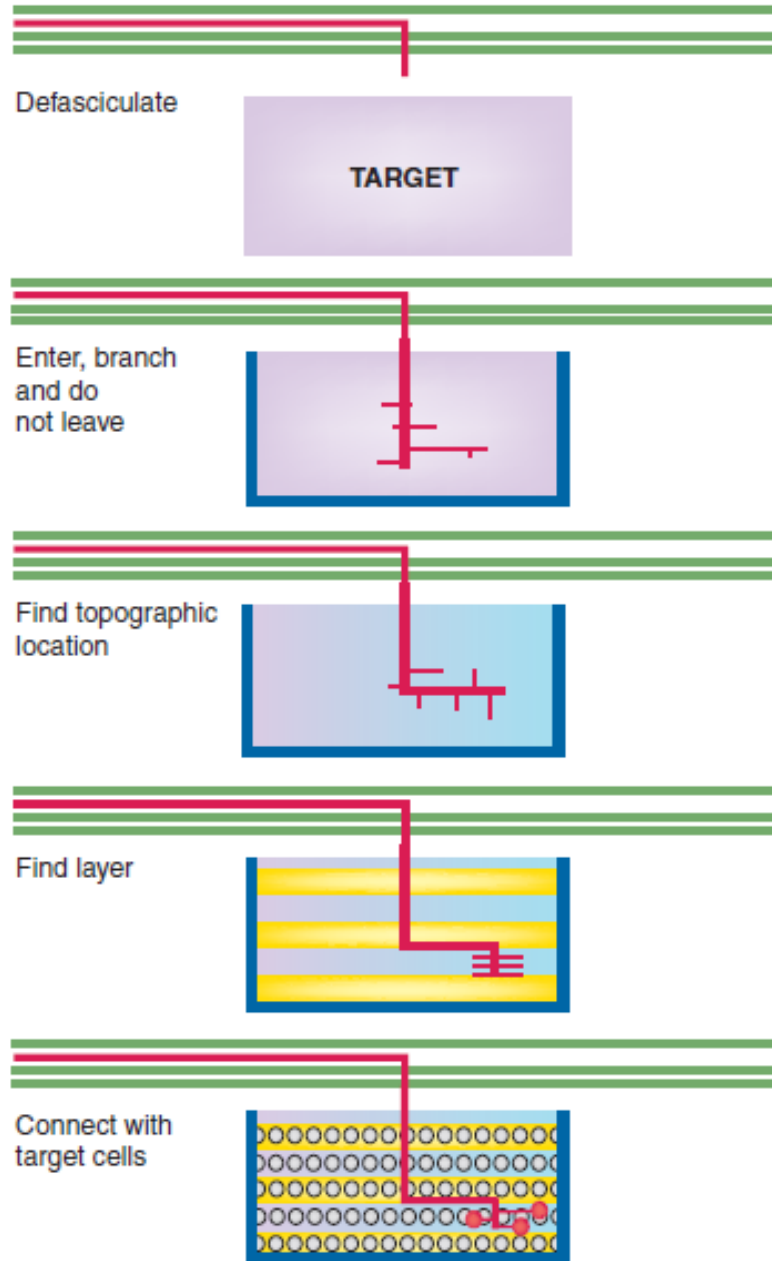 Defasciculate
TARGET
Enter, branch
and do
not leave
Find topographic
location
Find layer
Connect with
target cells